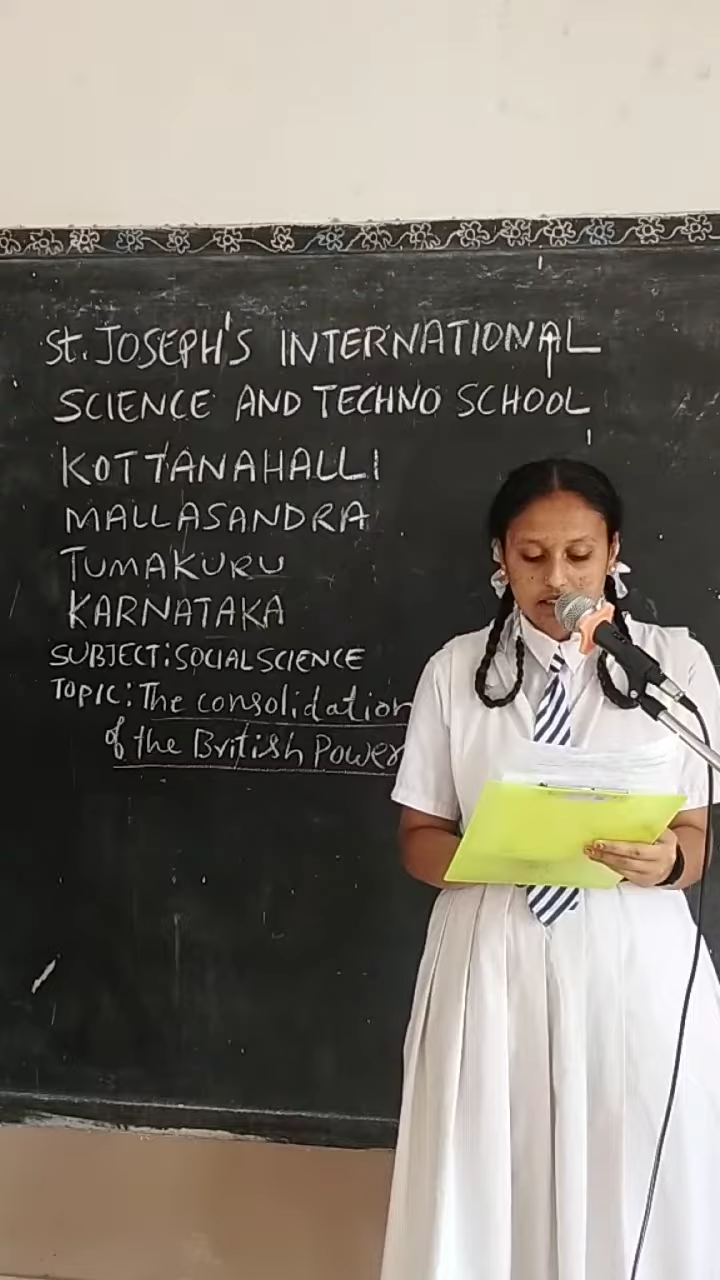 St. JOSEPH'S INTERNATIONAL
SCIENCE AND TECHNO SCHOOL
KOTTANAHALLI
MALLASANDRA
TUMAKURU
KARNATAKA
SUBJECT: SOCIAL SCIENCE
TOPIC: The consolidation
of the British Power